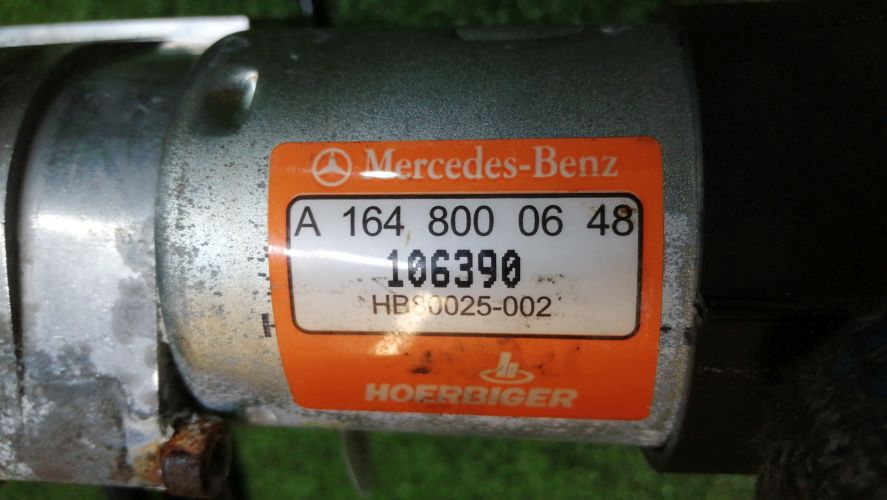 Mercedes-Benz
A 164 800 06 48
106390
HB80025-002
HOERBIGER